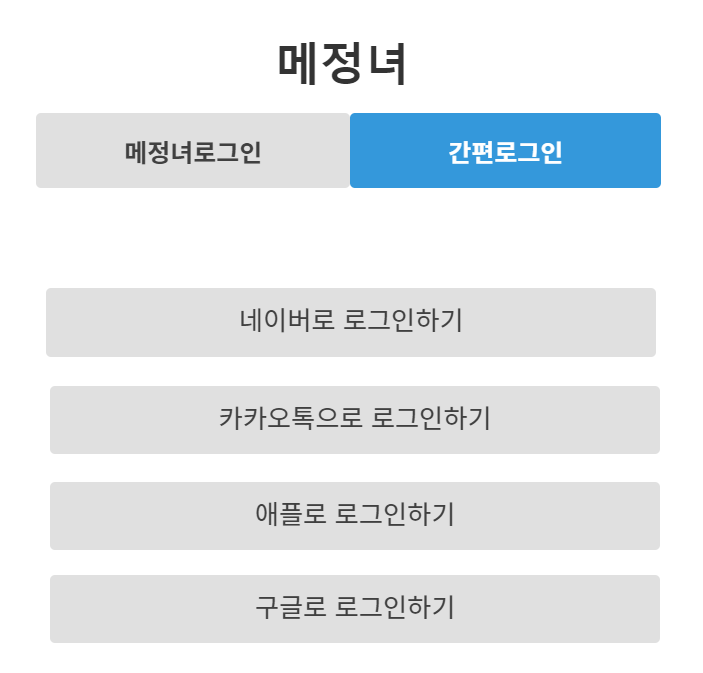 메정녀
메정녀로그인
간편로그인
네이버로 로그인하기
카카오톡으로 로그인하기
애플로 로그인하기
구글로 로그인하기